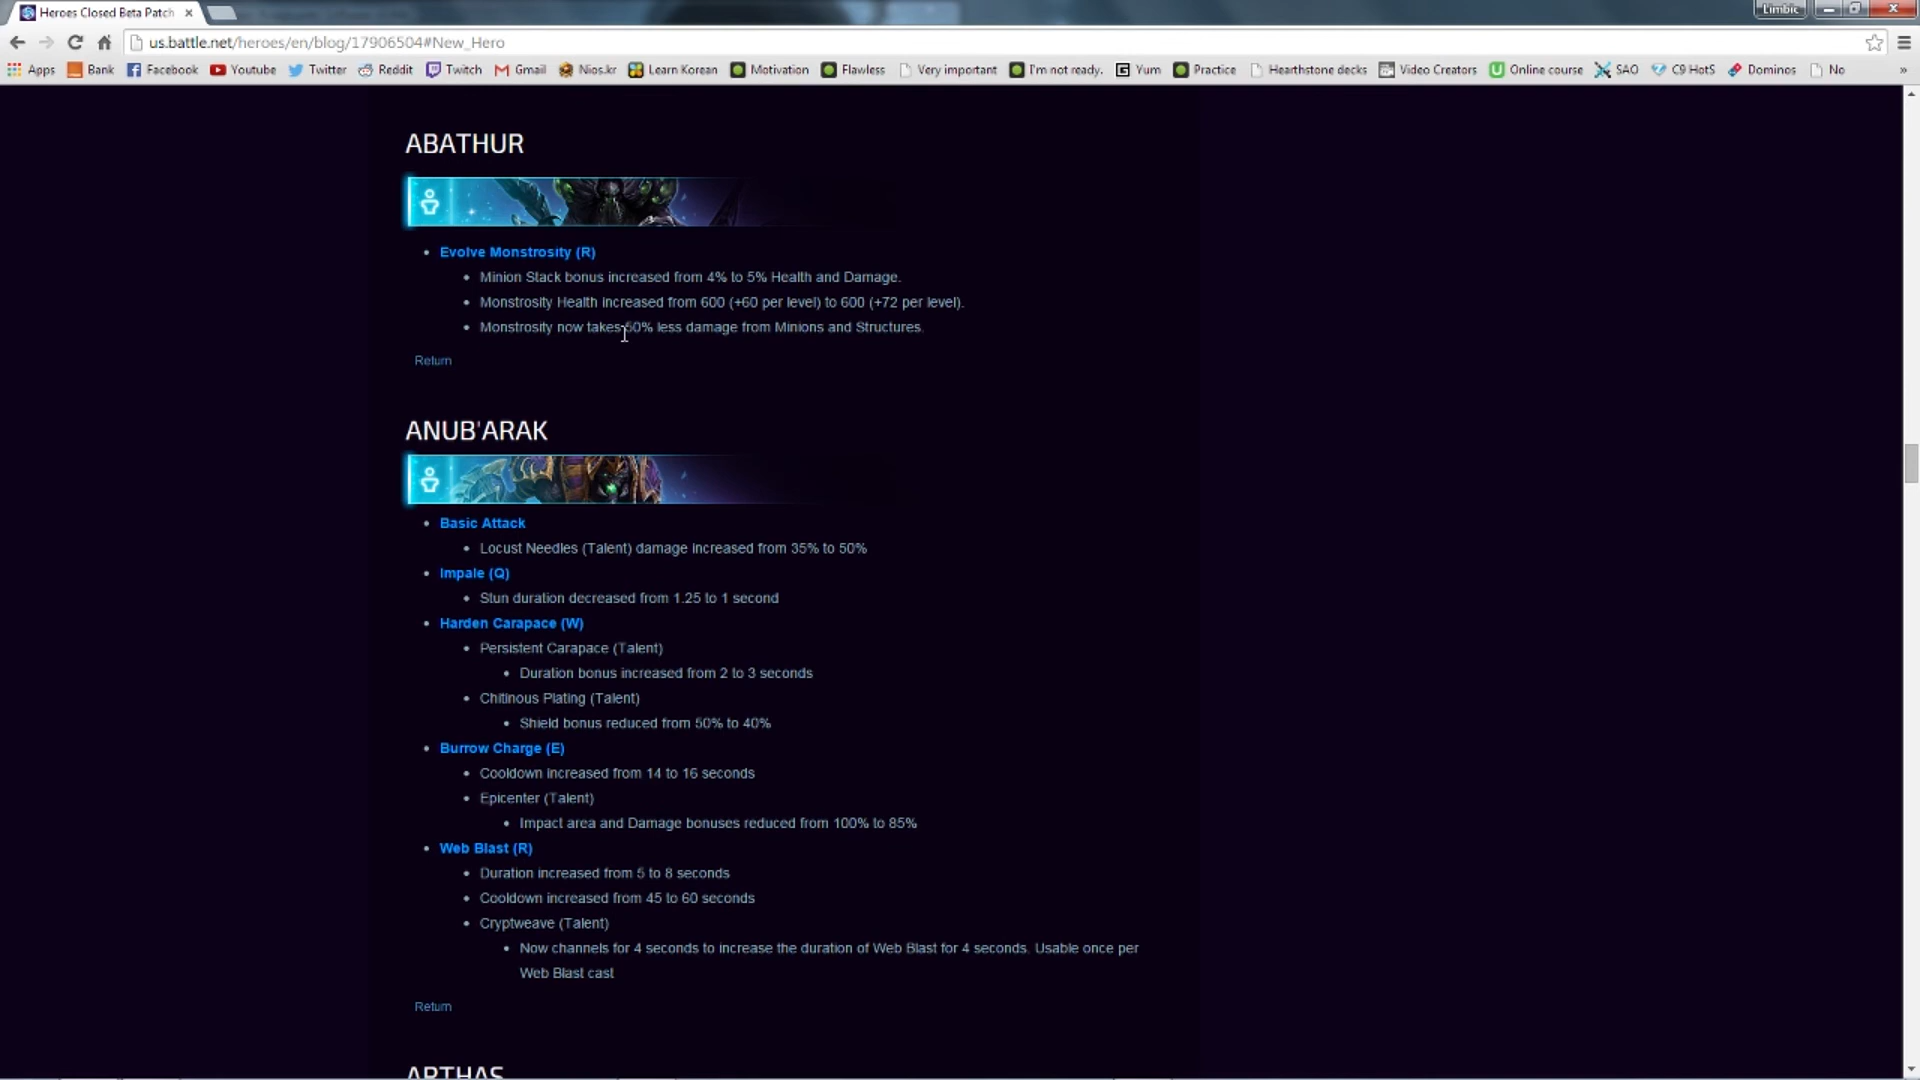 Heroes Closed Beta Patch
Limbic
us.battle.net/heroes/en/blog/17906504#New_Hero
Apps Bank Facebook Youtube Twitter Reddit Twitch Gmail Nios.kr Learn Korean Motivation Flawless Very important I'm not ready. Yum Practice Hearthstone decks Video Creators Online course SAO C9 HotS Dominos No »
ABATHUR
Evolve Monstrosity (R)
Minion Stack bonus increased from 4% to 5% Health and Damage.
Monstrosity Health increased from 600 (+60 per level) to 600 (+72 per level).
Monstrosity now takes 50% less damage from Minions and Structures.
Return
ANUB'ARAK
Basic Attack
Locust Needles (Talent) damage increased from 35% to 50%
Impale (Q)
Stun duration decreased from 1.25 to 1 second
Harden Carapace (W)
Persistent Carapace (Talent)
Duration bonus increased from 2 to 3 seconds
Chitinous Plating (Talent)
Shield bonus reduced from 50% to 40%
Burrow Charge (E)
Cooldown increased from 14 to 16 seconds
Epicenter (Talent)
Impact area and Damage bonuses reduced from 100% to 85%
Web Blast (R)
Duration increased from 5 to 8 seconds
Cooldown increased from 45 to 60 seconds
Cryptweave (Talent)
Now channels for 4 seconds to increase the duration of Web Blast for 4 seconds. Usable once per
Web Blast cast
Return
ARTHAS